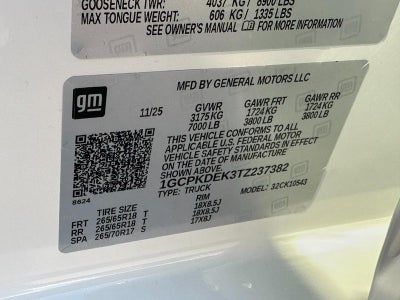 GOOSENECK TWR: 4037 KG / 8900 LBS
MAX TONGUE WEIGHT: 606 KG / 1335 LBS
SEE OWNER'S MANUAL FOR MORE INFORMATION
gm
MFD BY GENERAL MOTORS LLC
11/25 GVWR GAWR FRT GAWR RR
3175 KG 1724 KG 1724 KG
7000 LB 3800 LB 3800 LB
THIS VEHICLE CONFORMS TO ALL
APPLICABLE U.S. FEDERAL MOTOR
VEHICLE SAFETY STANDARDS IN EFFECT
ON THE DATE OF MANUFACTURE.
1GCPKDEK3TZ237382
TYPE: TRUCK MODEL: 32CK10543
8624
TIRE SIZE RIM
FRT 265/65R18 T 18X8.5J
RR 265/65R18 T 18X8.5J
SPA 265/70R17 S 17X8J